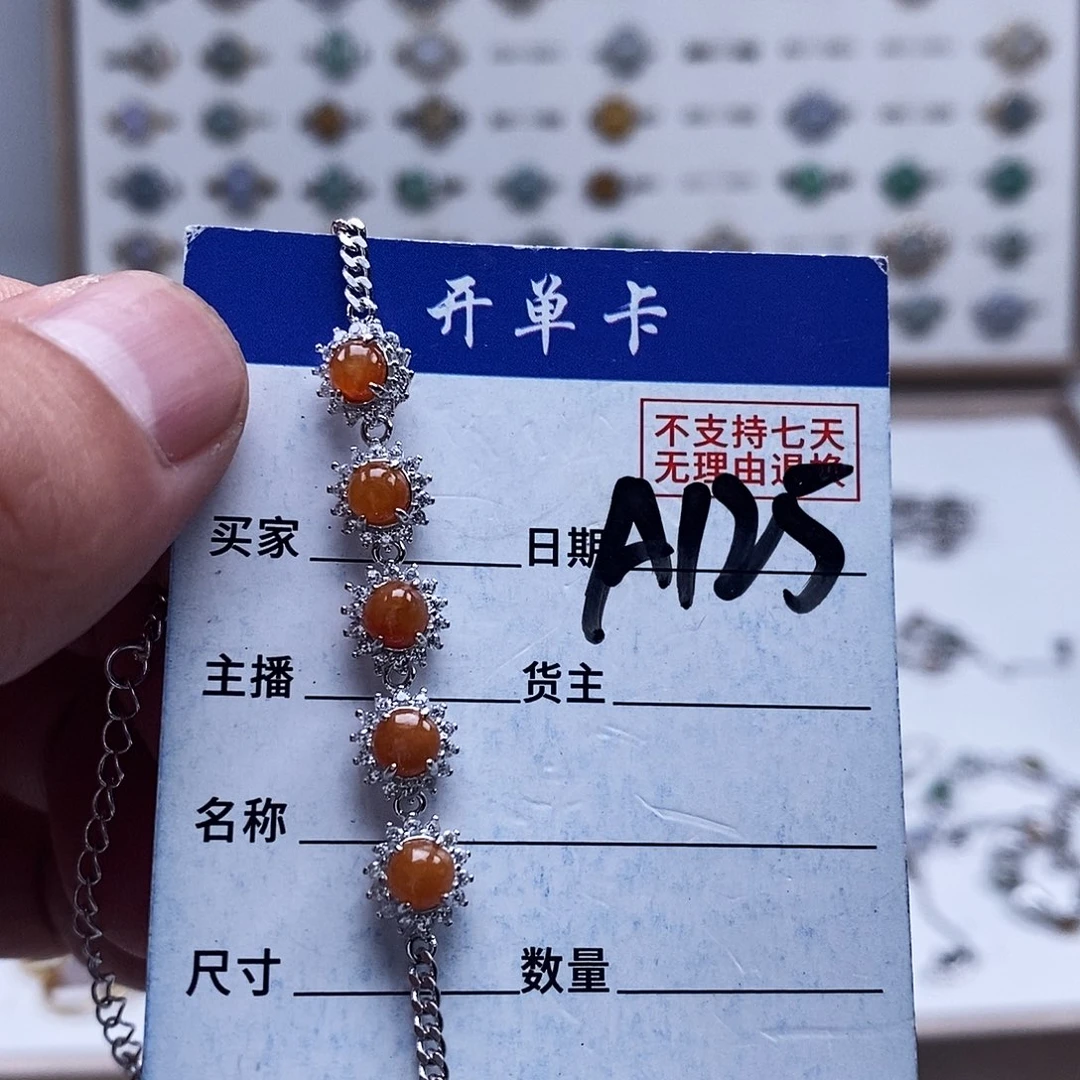 开单卡
不支持七天
无理由退换
买家 日期 ADS
主播 货主
名称
尺寸 数量